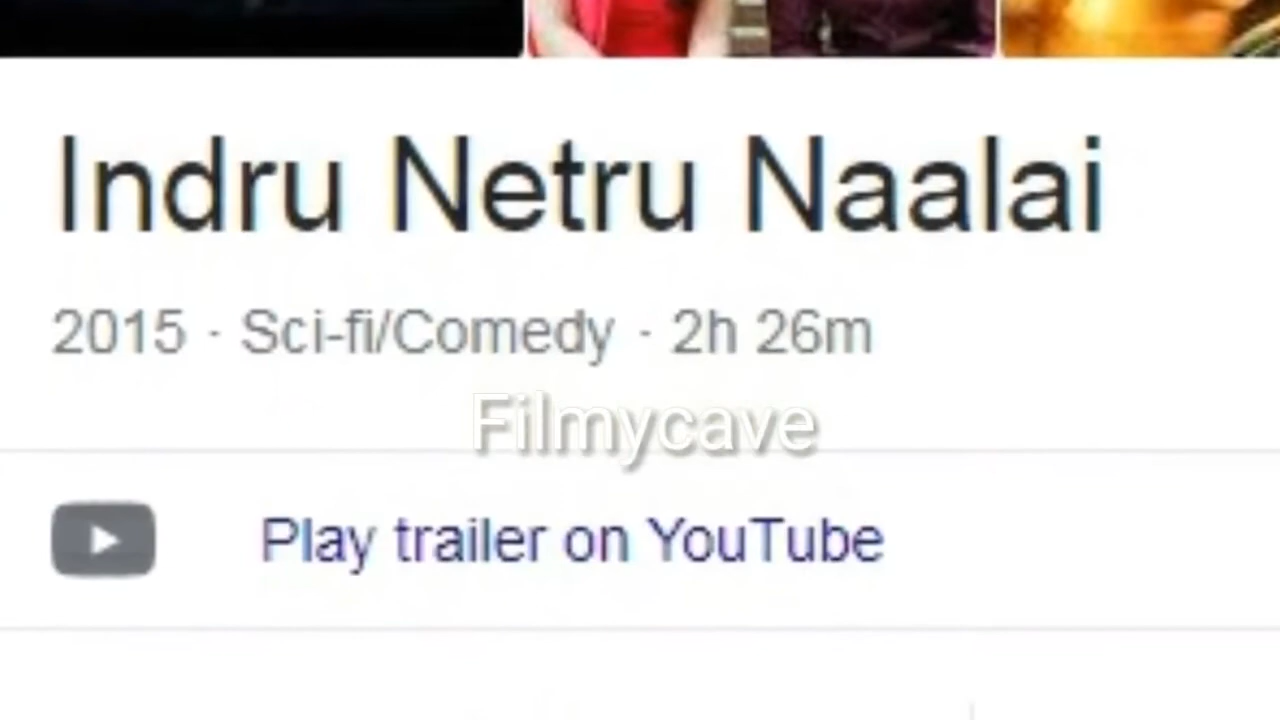 Indru Netru Naalai
2015 · Sci-fi/Comedy · 2h 26m
Filmycave
Play trailer on YouTube